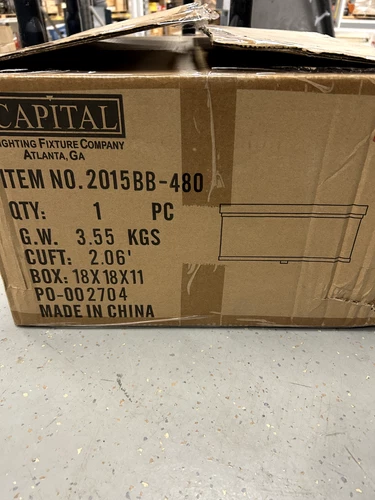 CAPITAL
IGHTING FIXTURE COMPANY
ATLANTA, GA
ITEM NO. 2015BB-480
QTY: 1 PC
G.W. 3.55 KGS
CUFT: 2.06'
BOX: 18X18X11
PO-002704
MADE IN CHINA